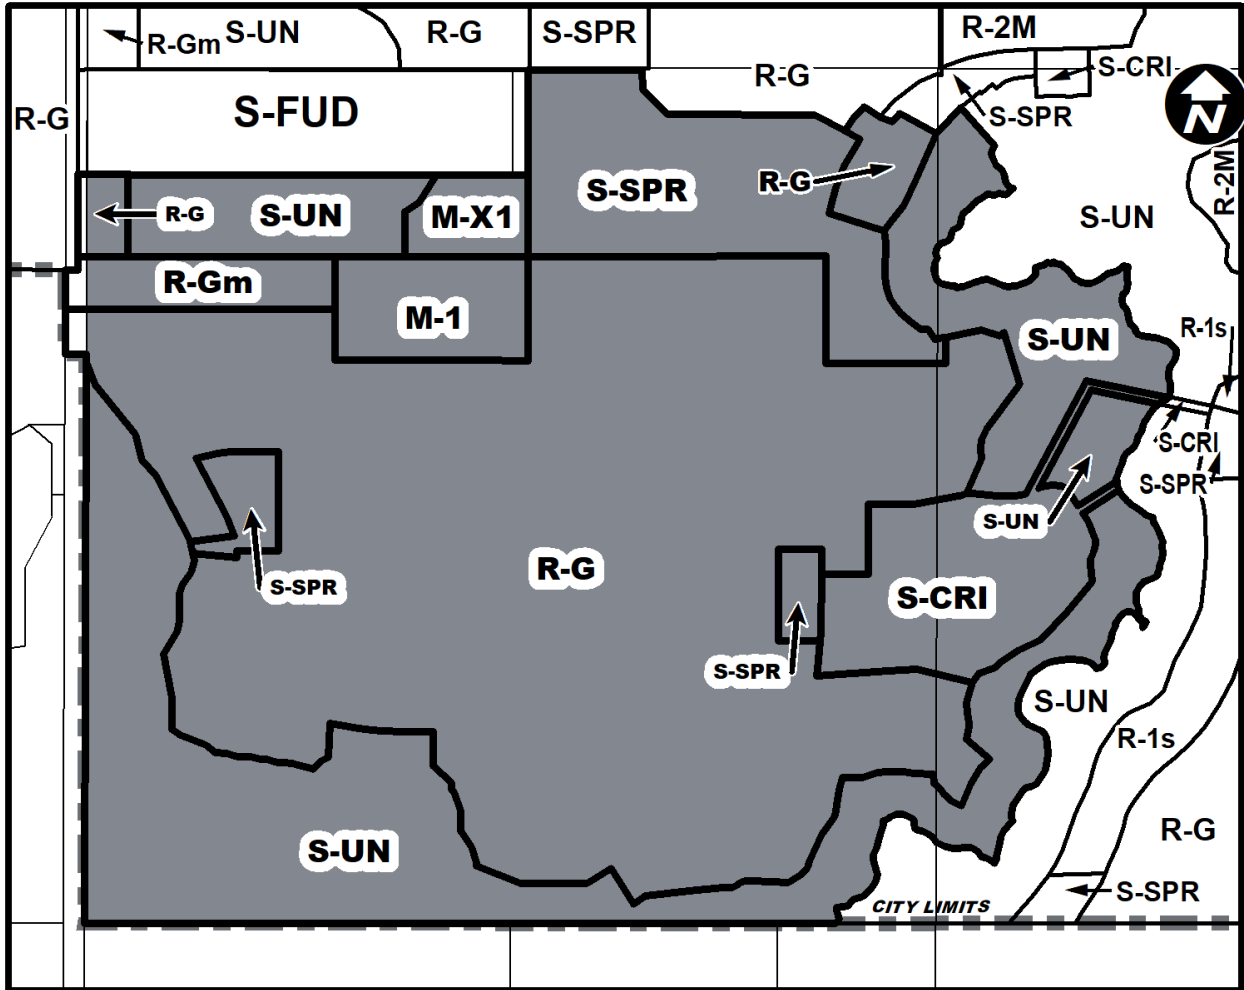 R-Gm
S-UN
R-G
S-SPR
R-2M
S-CRI
R-G
S-SPR
R-G
S-FUD
N
R-2M
R-G
S-SPR
R-G
S-UN
M-X1
S-UN
R-Gm
M-1
S-UN
R-1s
S-CRI
S-SPR
S-UN
R-G
S-SPR
S-CRI
S-SPR
S-UN
R-1s
R-G
S-UN
S-SPR
CITY LIMITS